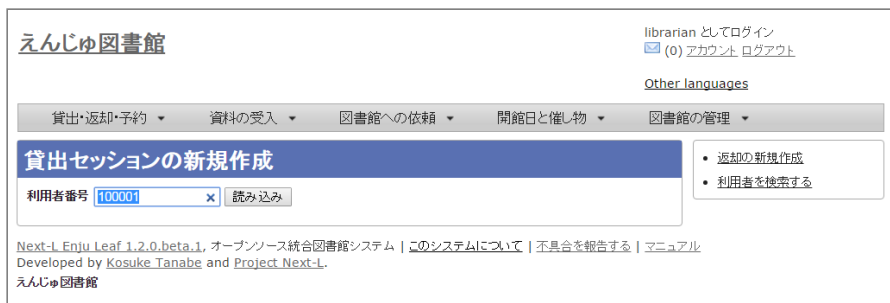 えんじゅ図書館
librarian としてログイン
(0) アカウント ログアウト
Other languages
貸出・返却・予約 ▼ 資料の受入 ▼ 図書館への依頼 ▼ 開館日と催し物 ▼ 図書館の管理 ▼
貸出セッションの新規作成
利用者番号 100001 × 読み込み
• 返却の新規作成
• 利用者を検索する
Next-L Enju Leaf 1.2.0.beta.1, オープンソース統合図書館システム | このシステムについて | 不具合を報告する | マニュアル
Developed by Kosuke Tanabe and Project Next-L.
えんじゅ図書館